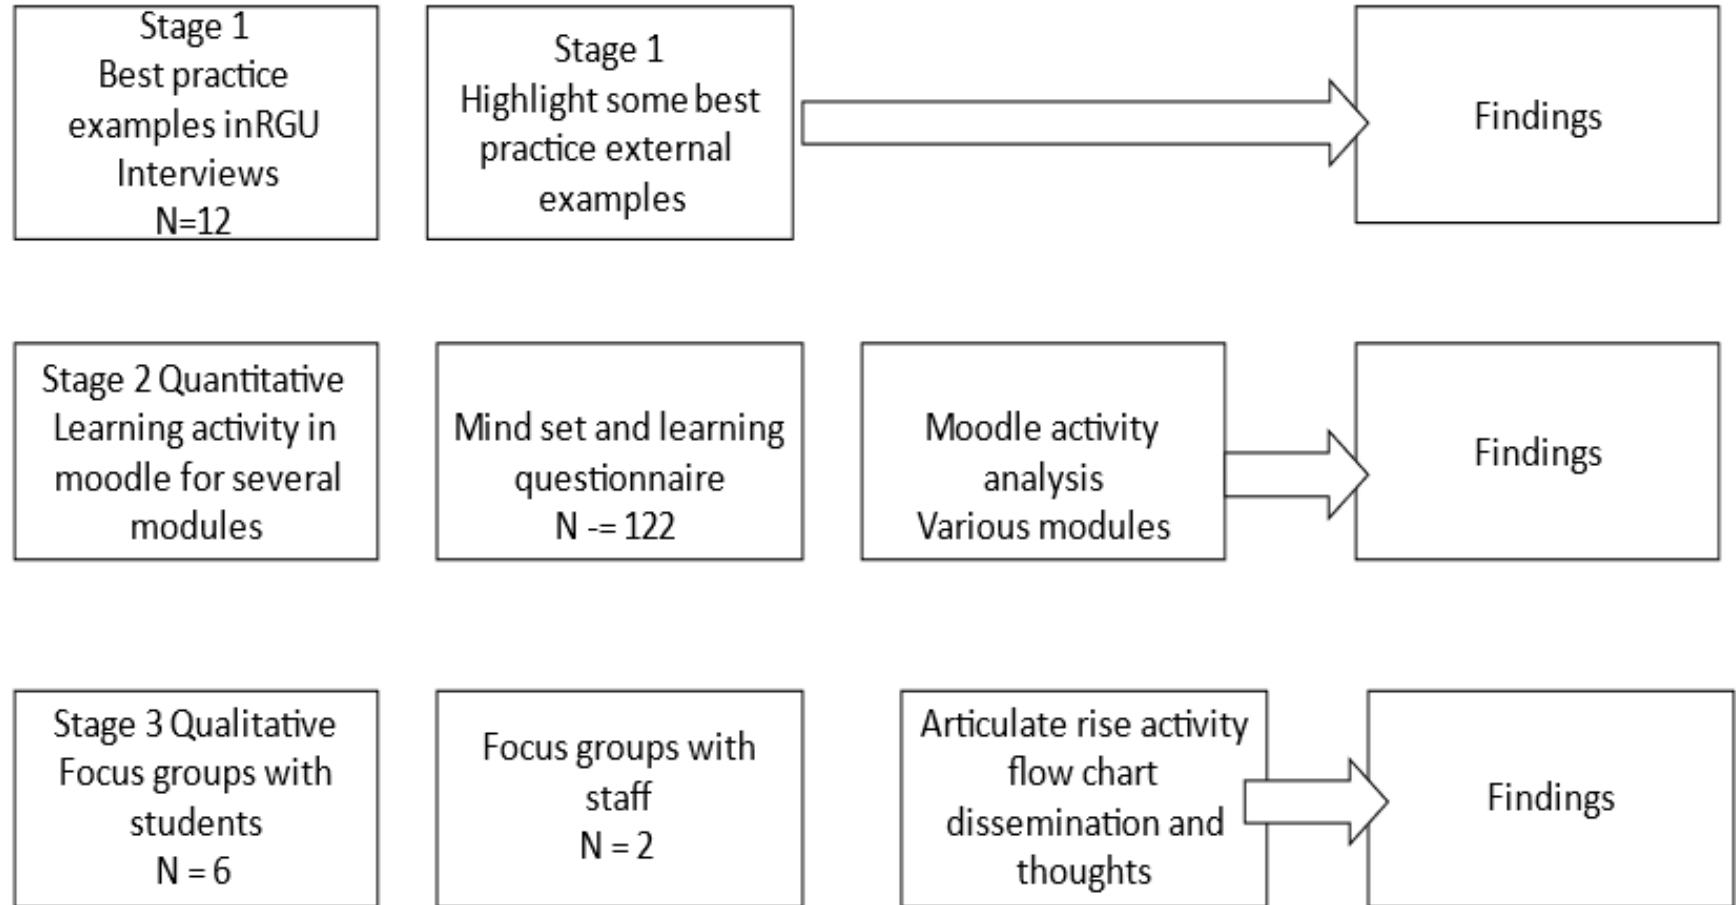 Stage 1
Best practice
examples inRGU
Interviews
N=12
Stage 1
Highlight some best
practice external
examples
Findings
Stage 2 Quantitative
Learning activity in
moodle for several
modules
Mind set and learning
questionnaire
N -= 122
Moodle activity
analysis
Various modules
Findings
Stage 3 Qualitative
Focus groups with
students
N = 6
Focus groups with
staff
N = 2
Articulate rise activity
flow chart
dissemination and
thoughts
Findings